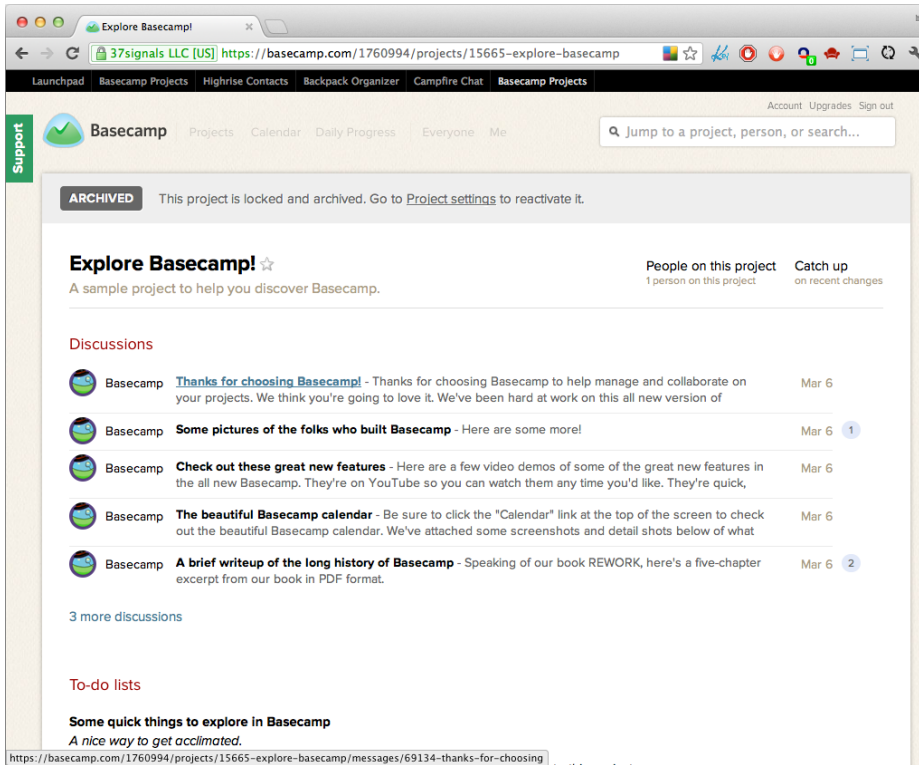 Explore Basecamp!
37signals LLC [US] https://basecamp.com/1760994/projects/15665-explore-basecamp
Launchpad Basecamp Projects Highrise Contacts Backpack Organizer Campfire Chat Basecamp Projects
Account Upgrades Sign out
Support
Basecamp Projects Calendar Daily Progress Everyone Me
Jump to a project, person, or search...
ARCHIVED This project is locked and archived. Go to Project settings to reactivate it.
Explore Basecamp!
A sample project to help you discover Basecamp.
People on this project
1 person on this project
Catch up
on recent changes
Discussions
Basecamp Thanks for choosing Basecamp! - Thanks for choosing Basecamp to help manage and collaborate on Mar 6
your projects. We think you're going to love it. We've been hard at work on this all new version of
Basecamp Some pictures of the folks who built Basecamp - Here are some more! Mar 6 1
Basecamp Check out these great new features - Here are a few video demos of some of the great new features in Mar 6
the all new Basecamp. They're on YouTube so you can watch them any time you'd like. They're quick,
Basecamp The beautiful Basecamp calendar - Be sure to click the "Calendar" link at the top of the screen to check Mar 6
out the beautiful Basecamp calendar. We've attached some screenshots and detail shots below of what
Basecamp A brief writeup of the long history of Basecamp - Speaking of our book REWORK, here's a five-chapter Mar 6 2
excerpt from our book in PDF format.
3 more discussions
To-do lists
Some quick things to explore in Basecamp
A nice way to get acclimated.
https://basecamp.com/1760994/projects/15665-explore-basecamp/messages/69134-thanks-for-choosing